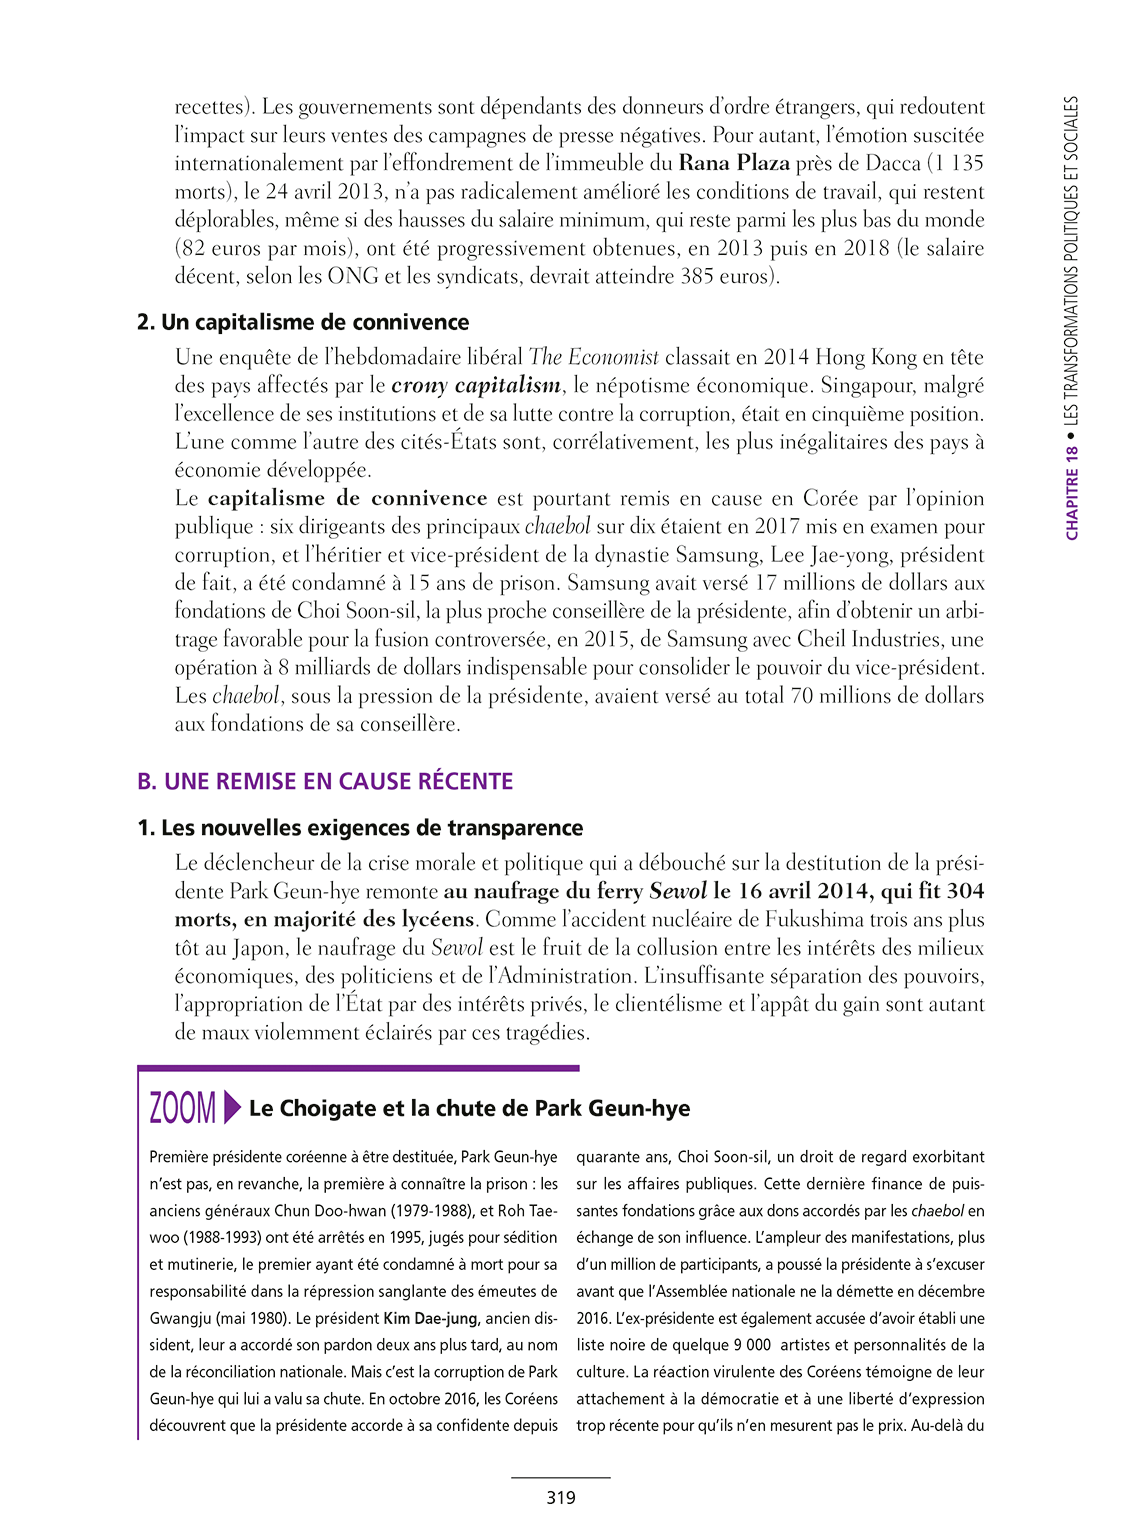 recettes). Les gouvernements sont dépendants des donneurs d’ordre étrangers, qui redoutent
l’impact sur leurs ventes des campagnes de presse négatives. Pour autant, l’émotion suscitée
internationalement par l’effondrement de l’immeuble du Rana Plaza près de Dacca (1 135
morts), le 24 avril 2013, n’a pas radicalement amélioré les conditions de travail, qui restent
déplorables, même si des hausses du salaire minimum, qui reste parmi les plus bas du monde
(82 euros par mois), ont été progressivement obtenues, en 2013 puis en 2018 (le salaire
décent, selon les ONG et les syndicats, devrait atteindre 385 euros).
2. Un capitalisme de connivence
Une enquête de l’hebdomadaire libéral The Economist classait en 2014 Hong Kong en tête
des pays affectés par le crony capitalism, le népotisme économique. Singapour, malgré
l’excellence de ses institutions et de sa lutte contre la corruption, était en cinquième position.
L’une comme l’autre des cités-États sont, corrélativement, les plus inégalitaires des pays à
économie développée.
Le capitalisme de connivence est pourtant remis en cause en Corée par l’opinion
publique : six dirigeants des principaux chaebol sur dix étaient en 2017 mis en examen pour
corruption, et l’héritier et vice-président de la dynastie Samsung, Lee Jae-yong, président
de fait, a été condamné à 15 ans de prison. Samsung avait versé 17 millions de dollars aux
fondations de Choi Soon-sil, la plus proche conseillère de la présidente, afin d’obtenir un arbi-
trage favorable pour la fusion controversée, en 2015, de Samsung avec Cheil Industries, une
opération à 8 milliards de dollars indispensable pour consolider le pouvoir du vice-président.
Les chaebol, sous la pression de la présidente, avaient versé au total 70 millions de dollars
aux fondations de sa conseillère.
B. UNE REMISE EN CAUSE RÉCENTE
1. Les nouvelles exigences de transparence
Le déclencheur de la crise morale et politique qui a débouché sur la destitution de la prési-
dente Park Geun-hye remonte au naufrage du ferry Sewol le 16 avril 2014, qui fit 304
morts, en majorité des lycéens. Comme l’accident nucléaire de Fukushima trois ans plus
tôt au Japon, le naufrage du Sewol est le fruit de la collusion entre les intérêts des milieux
économiques, des politiciens et de l’Administration. L’insuffisante séparation des pouvoirs,
l’appropriation de l’État par des intérêts privés, le clientélisme et l’appât du gain sont autant
de maux violemment éclairés par ces tragédies.
ZOOM Le Choigate et la chute de Park Geun-hye
Première présidente coréenne à être destituée, Park Geun-hye
n’est pas, en revanche, la première à connaître la prison : les
anciens généraux Chun Doo-hwan (1979-1988), et Roh Tae-
woo (1988-1993) ont été arrêtés en 1995, jugés pour sédition
et mutinerie, le premier ayant été condamné à mort pour sa
responsabilité dans la répression sanglante des émeutes de
Gwangju (mai 1980). Le président Kim Dae-jung, ancien dis-
sident, leur a accordé son pardon deux ans plus tard, au nom
de la réconciliation nationale. Mais c’est la corruption de Park
Geun-hye qui lui a valu sa chute. En octobre 2016, les Coréens
découvrent que la présidente accorde à sa confidente depuis
quarante ans, Choi Soon-sil, un droit de regard exorbitant
sur les affaires publiques. Cette dernière finance de puis-
santes fondations grâce aux dons accordés par les chaebol en
échange de son influence. L’ampleur des manifestations, plus
d’un million de participants, a poussé la présidente à s’excuser
avant que l’Assemblée nationale ne la démette en décembre
2016. L’ex-présidente est également accusée d’avoir établi une
liste noire de quelque 9 000 artistes et personnalités de la
culture. La réaction virulente des Coréens témoigne de leur
attachement à la démocratie et à une liberté d’expression
trop récente pour qu’ils n’en mesurent pas le prix. Au-delà du
319
CHAPITRE 18 • LES TRANSFORMATIONS POLITIQUES ET SOCIALES